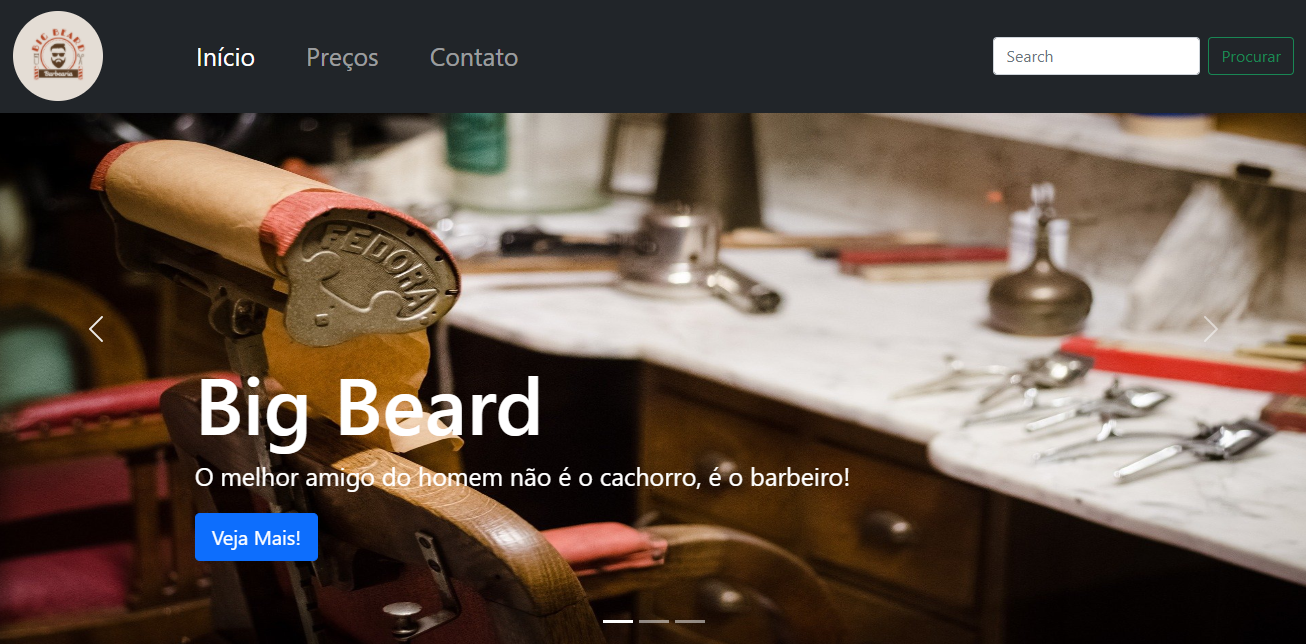 BIG BEARD
Barbearia
Início
Preços
Contato
Search
Procurar
FEDORA
Big Beard
O melhor amigo do homem não é o cachorro, é o barbeiro!
Veja Mais!